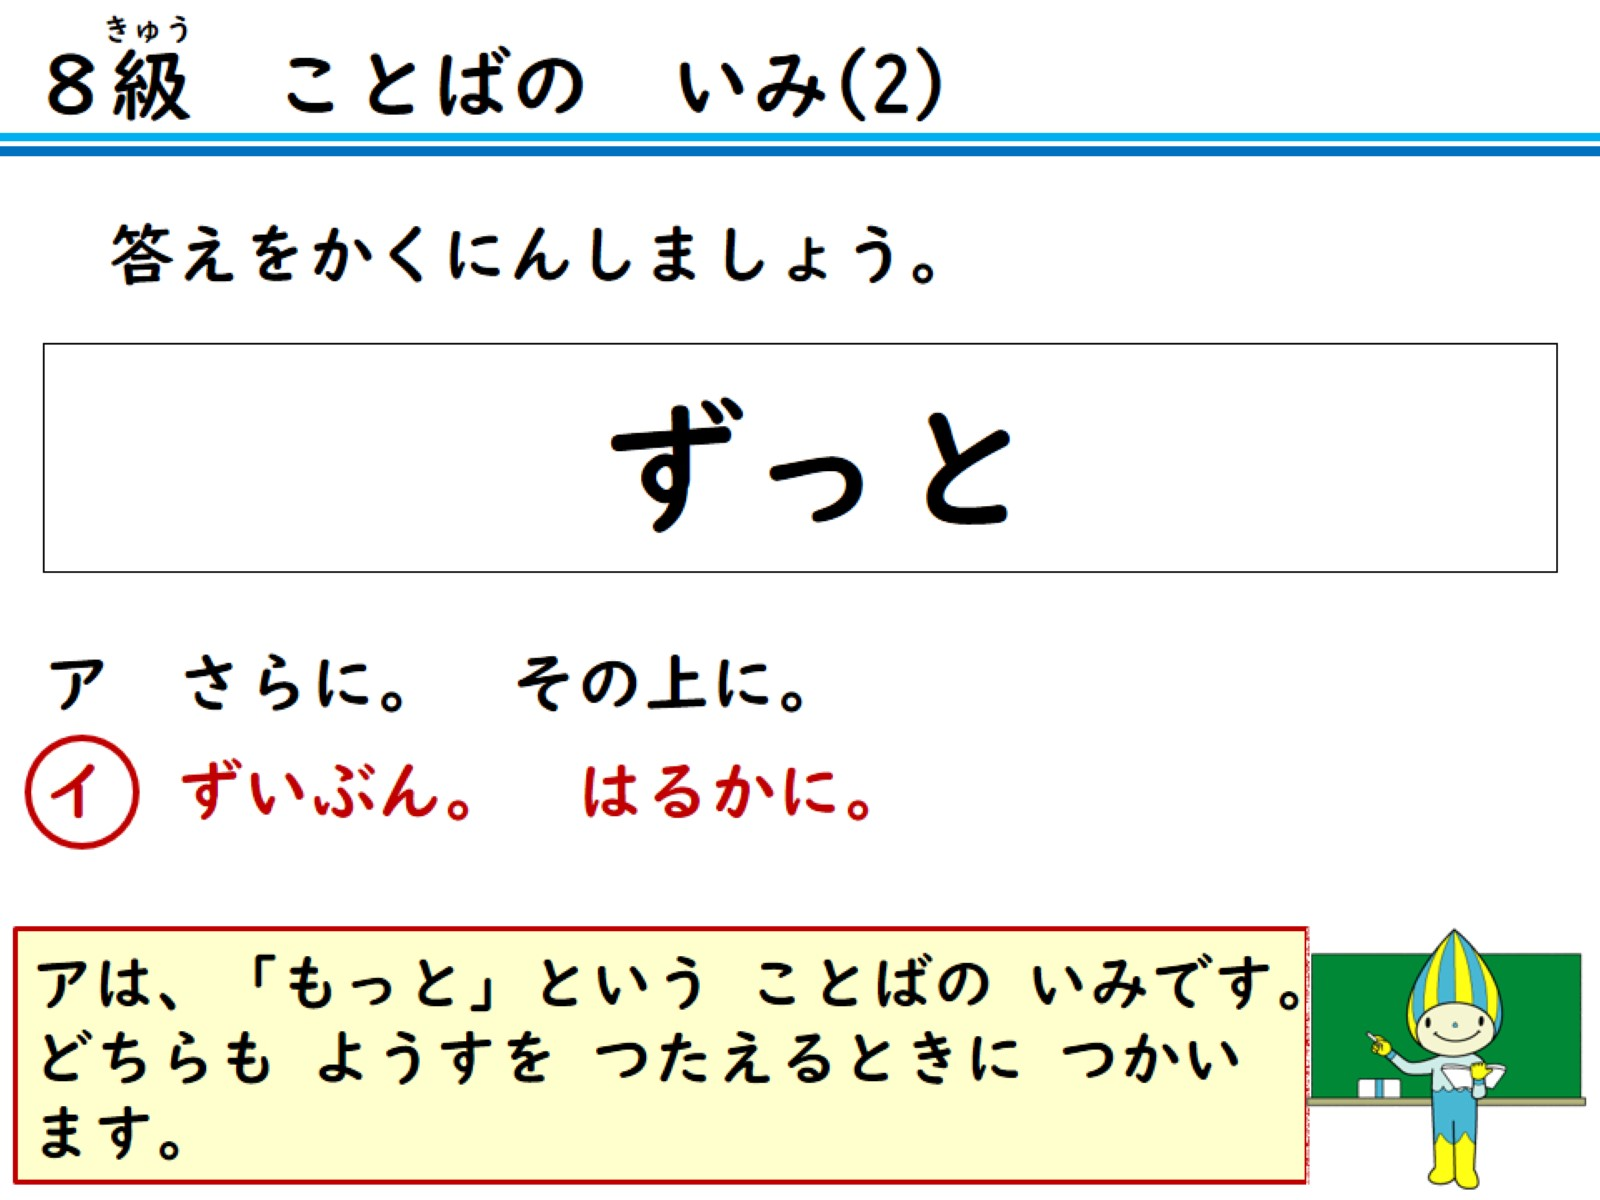 きゅう
８級　ことばの　いみ(2)
答えをかくにんしましょう。
ずっと
ア　さらに。　その上に。
イ　ずいぶん。　はるかに。
アは、「もっと」という ことばの いみです。
どちらも ようすを つたえるときに つかい
ます。